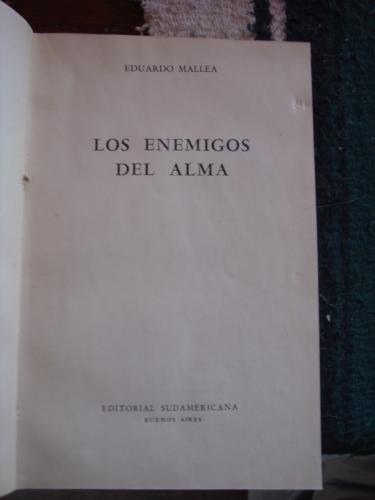 EDUARDO MALLEA
LOS ENEMIGOS
DEL ALMA
EDITORIAL SUDAMERICANA
BUENOS AIRES